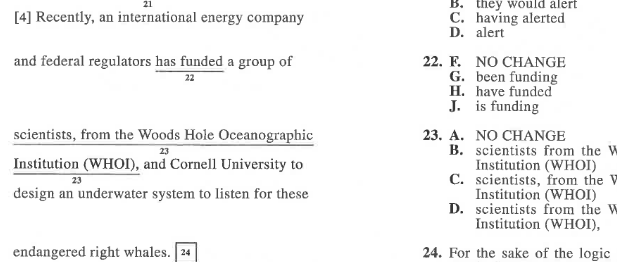 21
[4] Recently, an international energy company
and federal regulators has funded a group of
22
scientists, from the Woods Hole Oceanographic
23
Institution (WHOI), and Cornell University to
23
design an underwater system to listen for these
endangered right whales. 24
B. they would alert
C. having alerted
D. alert
22. F. NO CHANGE
G. been funding
H. have funded
J. is funding
23. A. NO CHANGE
B. scientists from the
Institution (WHOI)
C. scientists, from the
Institution (WHOI)
D. scientists from the
Institution (WHOI),
24. For the sake of the logic